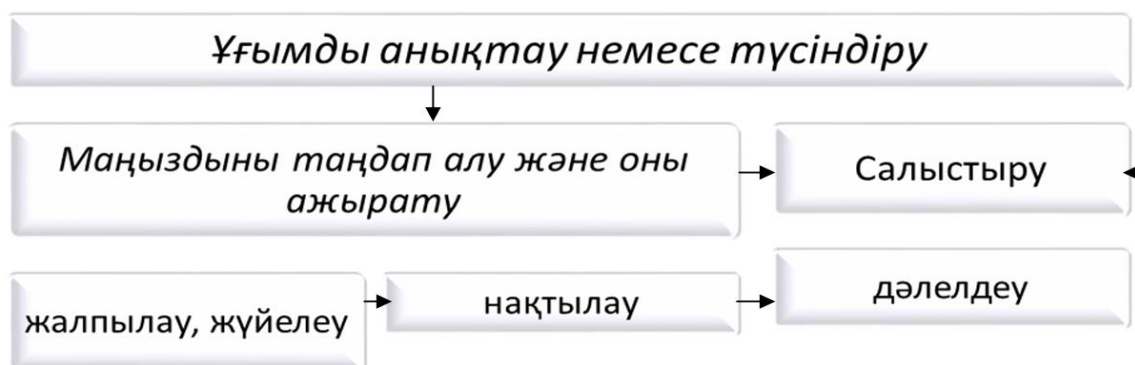 Ұғымды анықтау немесе түсіндіру
Маңыздыны таңдап алу және оны
ажырату
Салыстыру
жалпылау, жүйелеу
нақтылау
дәлелдеу